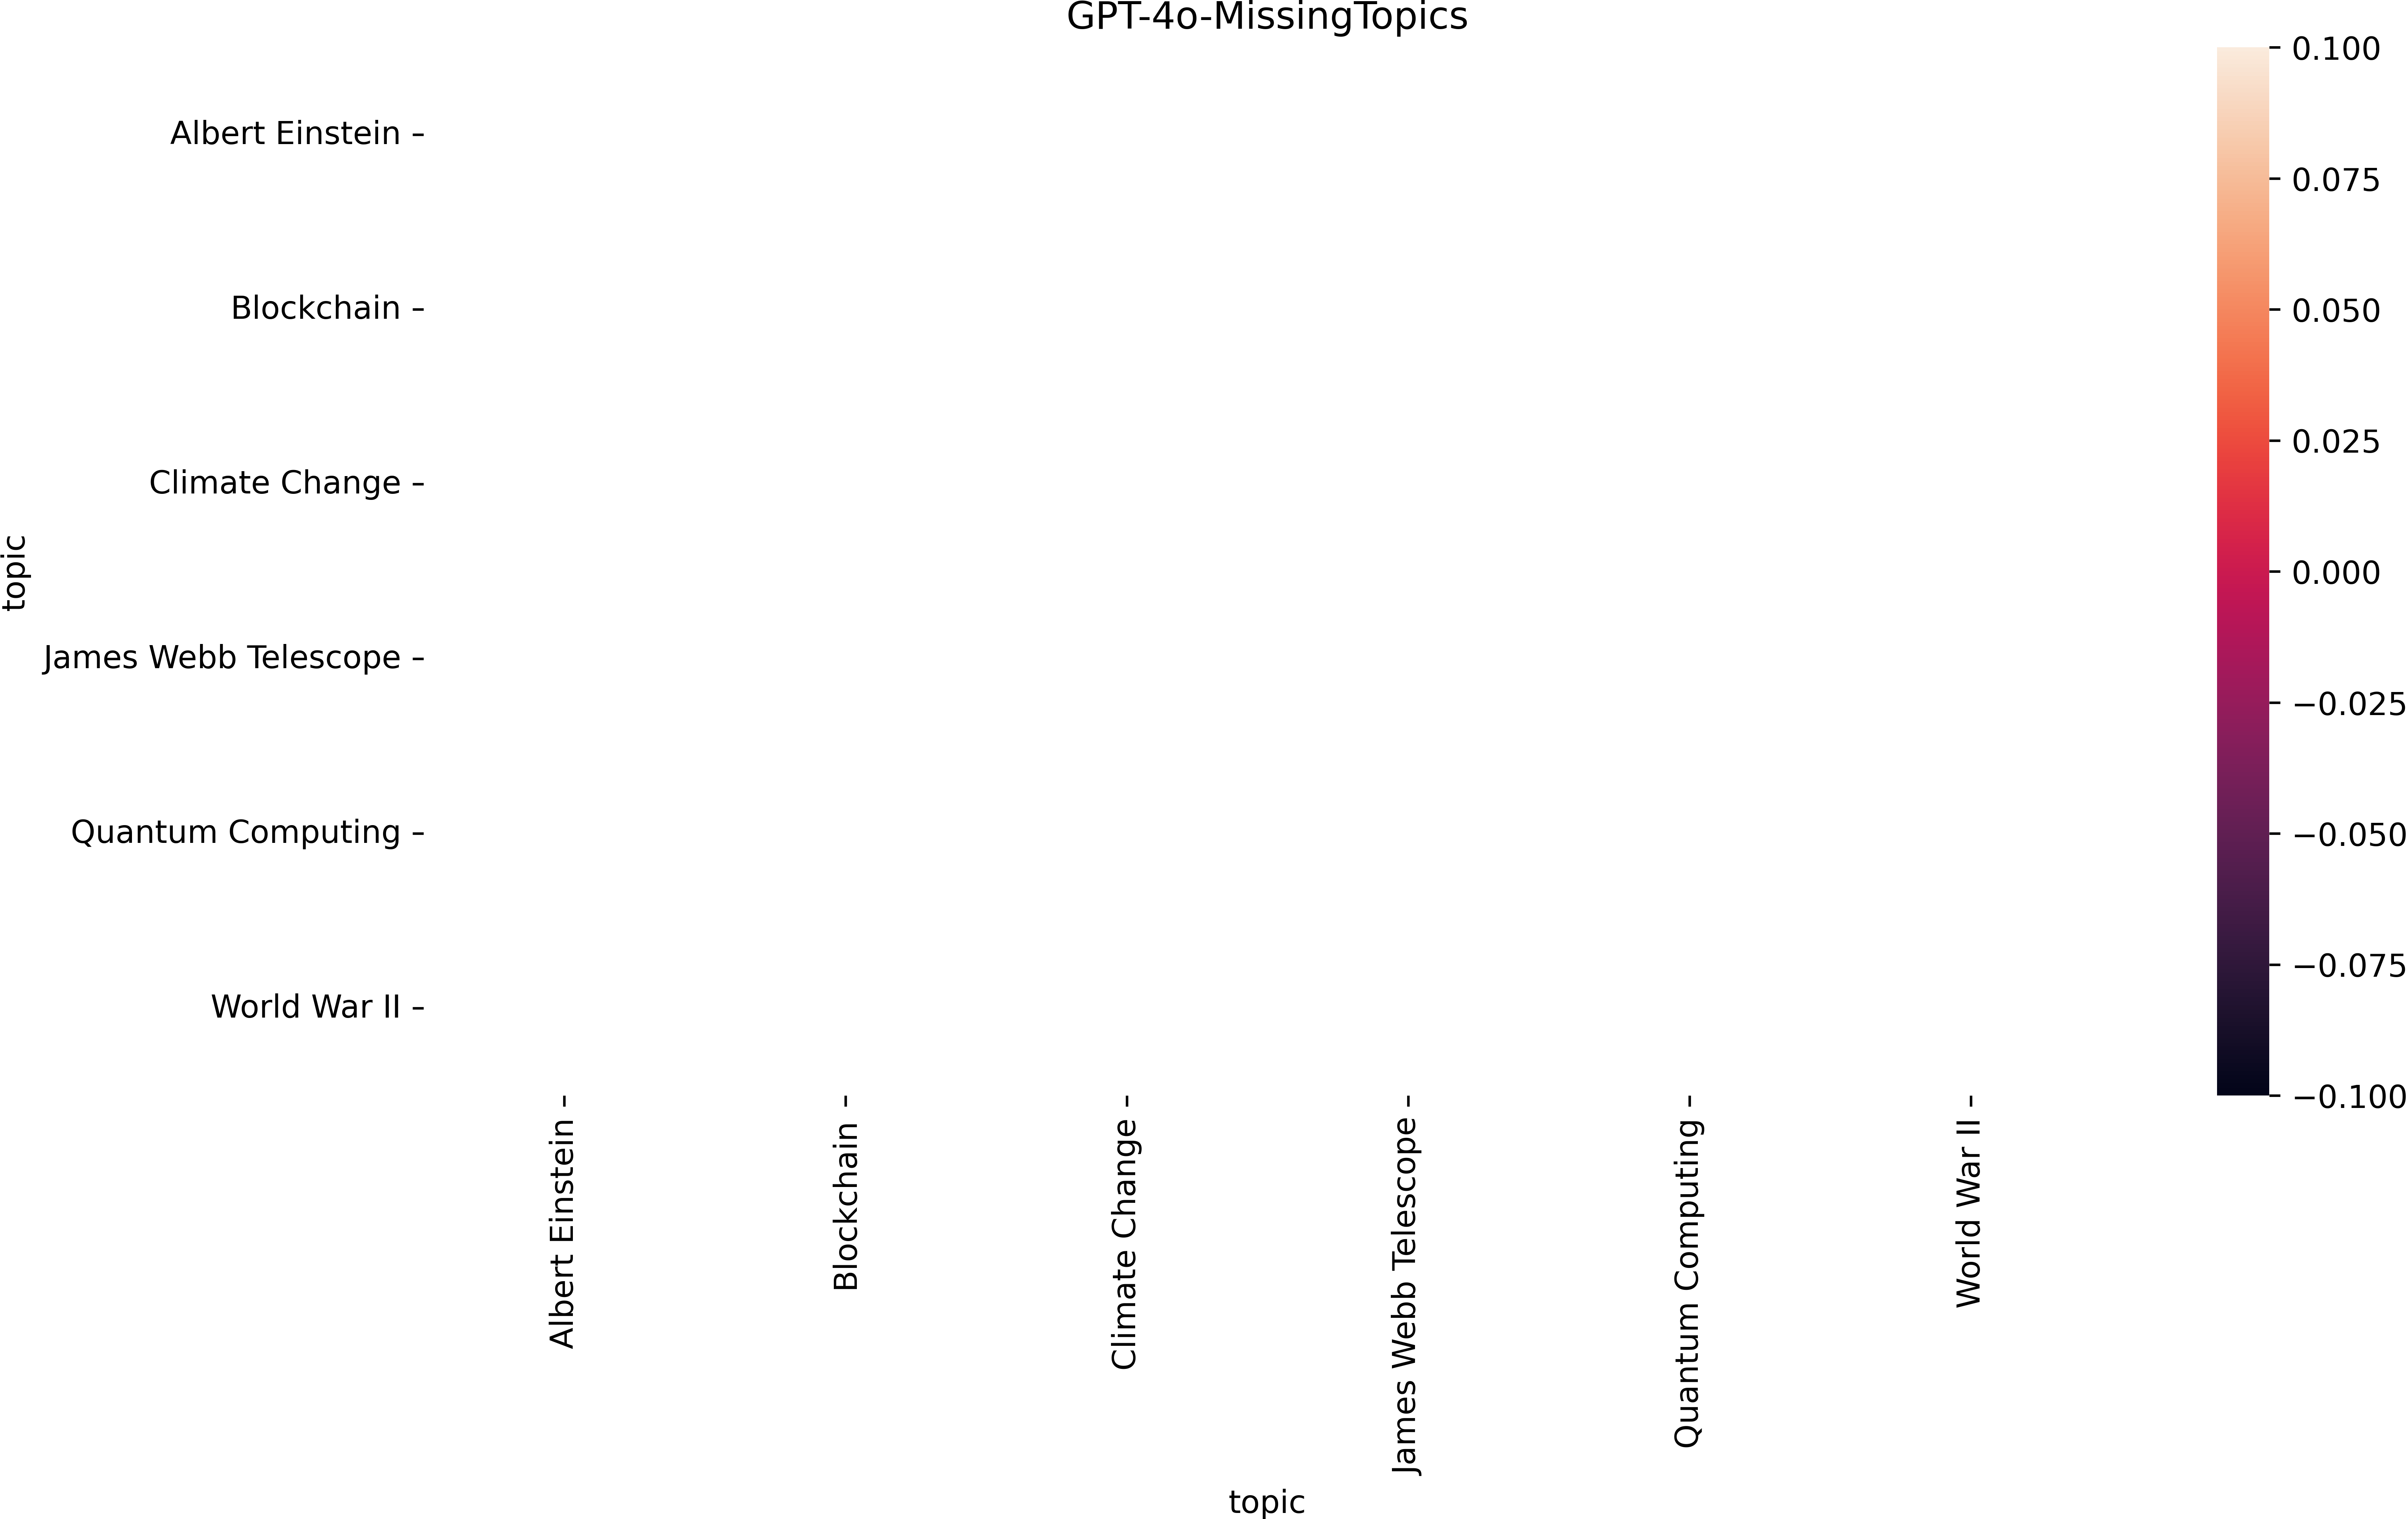 GPT-4o-MissingTopics
topic
Albert Einstein
Blockchain
Climate Change
James Webb Telescope
Quantum Computing
World War II
Albert Einstein
Blockchain
Climate Change
James Webb Telescope
Quantum Computing
World War II
topic
0.100
0.075
0.050
0.025
0.000
−0.025
−0.050
−0.075
−0.100